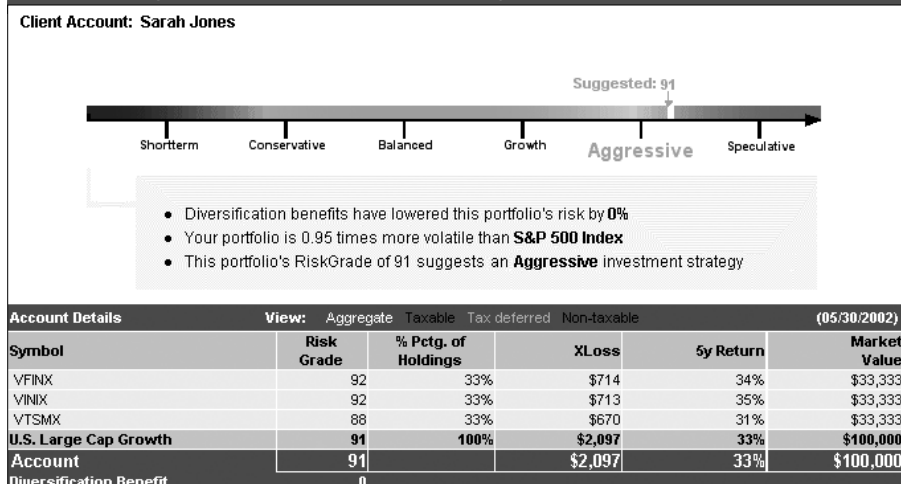 Client Account: Sarah Jones
Suggested: 91
Shortterm Conservative Balanced Growth Aggressive Speculative
• Diversification benefits have lowered this portfolio's risk by 0%
• Your portfolio is 0.95 times more volatile than S&P 500 Index
• This portfolio's RiskGrade of 91 suggests an Aggressive investment strategy
Account Details View: Aggregate Taxable Tax deferred Non-taxable (05/30/2002)
Symbol Risk Grade % Pctg. of Holdings XLoss 5y Return Market Value
VFINX 92 33% $714 34% $33,333
VINIX 92 33% $713 35% $33,333
VTSMX 88 33% $670 31% $33,333
U.S. Large Cap Growth 91 100% $2,097 33% $100,000
Account 91 $2,097 33% $100,000
Diversification Benefit 0